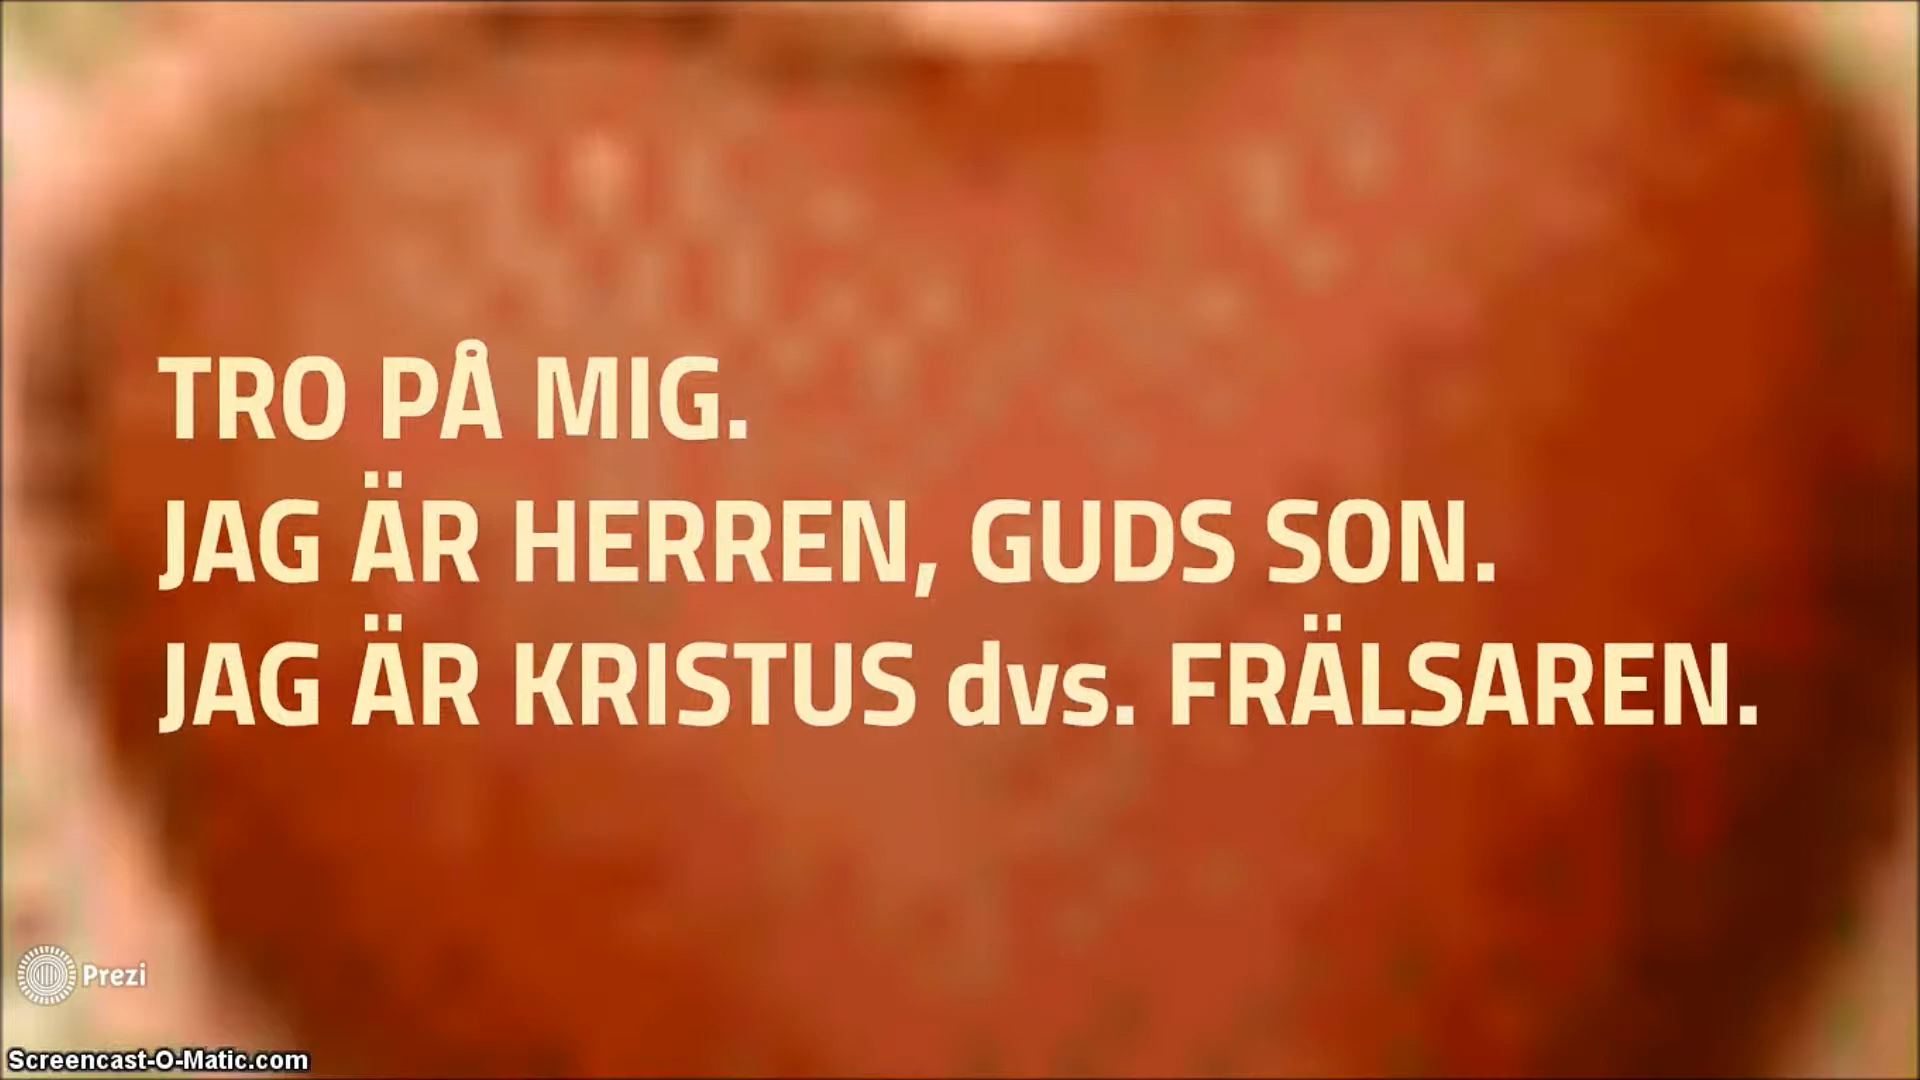 TRO PÅ MIG.
JAG ÄR HERREN, GUDS SON.
JAG ÄR KRISTUS dvs. FRÄLSAREN.
Prezi
Screencast-O-Matic.com